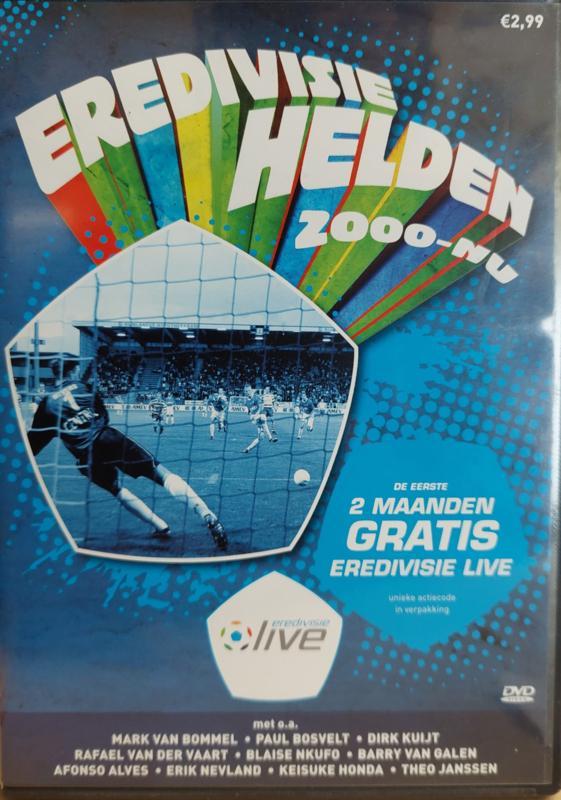 €2,99
EREDIVISIE
HELDEN
2000-NU
DE EERSTE
2 MAANDEN
GRATIS
EREDIVISIE LIVE
unieke actiecode
in verpakking
eredivisie
live
DVD
VIDEO
met o.a.
MARK VAN BOMMEL • PAUL BOSVELT • DIRK KUIJT
RAFAEL VAN DER VAART • BLAISE NKUFO • BARRY VAN GALEN
AFONSO ALVES • ERIK NEVLAND • KEISUKE HONDA • THEO JANSSEN